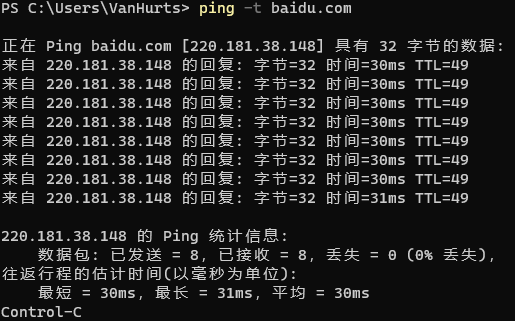 PS C:\Users\VanHurts> ping -t baidu.com
正在 Ping baidu.com [220.181.38.148] 具有 32 字节的数据:
来自 220.181.38.148 的回复: 字节=32 时间=30ms TTL=49
来自 220.181.38.148 的回复: 字节=32 时间=30ms TTL=49
来自 220.181.38.148 的回复: 字节=32 时间=30ms TTL=49
来自 220.181.38.148 的回复: 字节=32 时间=30ms TTL=49
来自 220.181.38.148 的回复: 字节=32 时间=30ms TTL=49
来自 220.181.38.148 的回复: 字节=32 时间=30ms TTL=49
来自 220.181.38.148 的回复: 字节=32 时间=30ms TTL=49
来自 220.181.38.148 的回复: 字节=32 时间=31ms TTL=49
220.181.38.148 的 Ping 统计信息:
数据包: 已发送 = 8，已接收 = 8，丢失 = 0 (0% 丢失)，
往返行程的估计时间(以毫秒为单位):
最短 = 30ms，最长 = 31ms，平均 = 30ms
Control-C